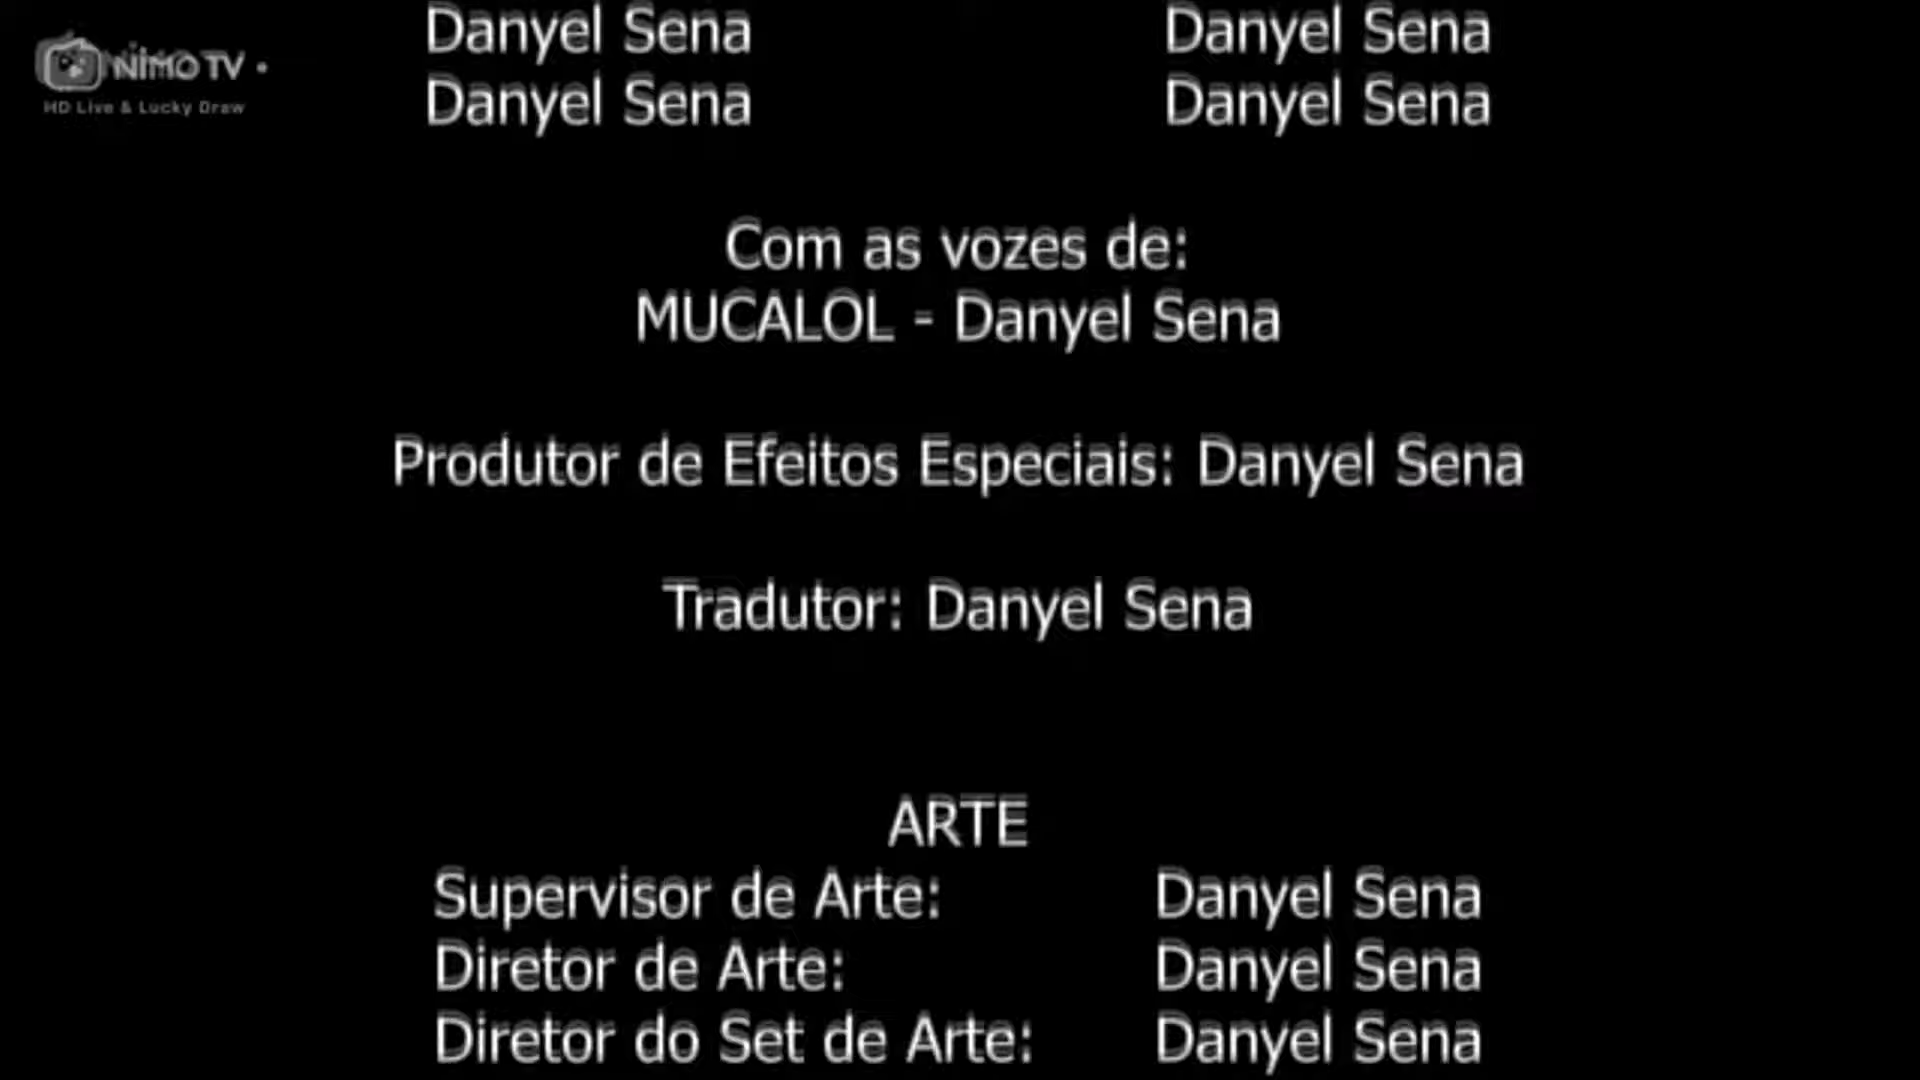 Danyel Sena Danyel Sena
NIMO TV
HD Live & Lucky Draw
Danyel Sena Danyel Sena
Com as vozes de:
MUCALOL - Danyel Sena
Produtor de Efeitos Especiais: Danyel Sena
Tradutor: Danyel Sena
ARTE
Supervisor de Arte: Danyel Sena
Diretor de Arte: Danyel Sena
Diretor do Set de Arte: Danyel Sena